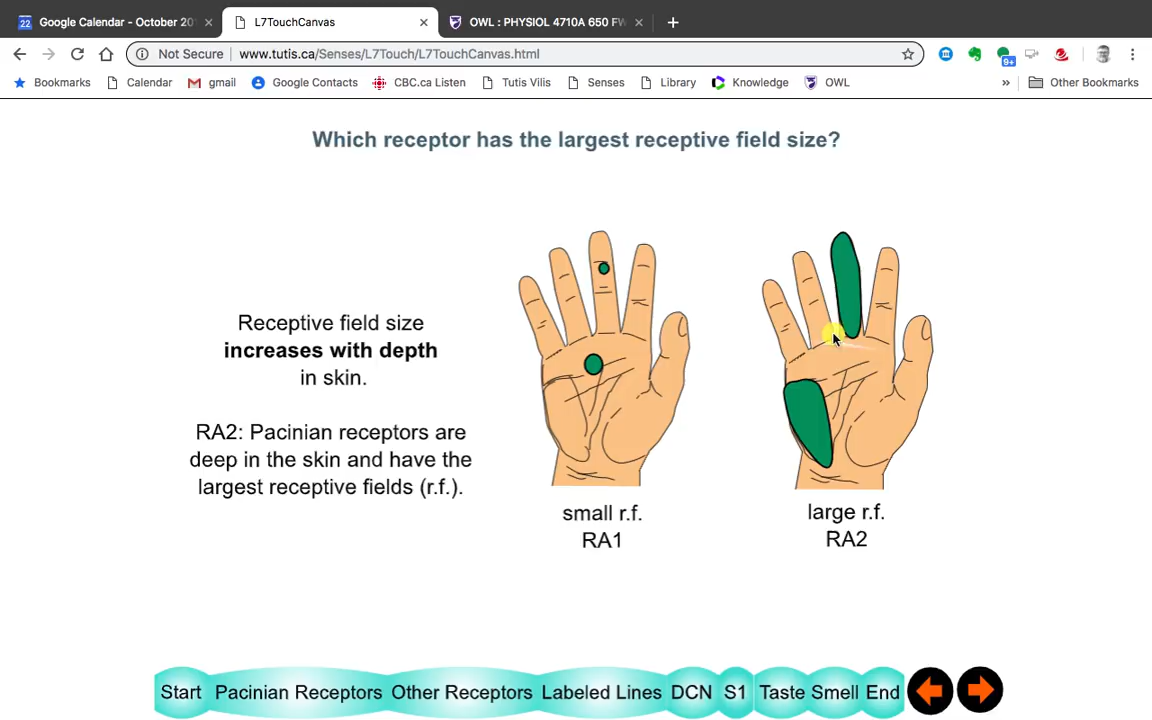 22 Google Calendar - October 20
L7TouchCanvas
OWL : PHYSIOL 4710A 650 FW
Not Secure
www.tutis.ca/Senses/L7Touch/L7TouchCanvas.html
9+
Bookmarks
Calendar
gmail
Google Contacts
CBC.ca Listen
Tutis Vilis
Senses
Library
Knowledge
OWL
»
Other Bookmarks
Which receptor has the largest receptive field size?
Receptive field size
increases with depth
in skin.
RA2: Pacinian receptors are
deep in the skin and have the
largest receptive fields (r.f.).
small r.f.
RA1
large r.f.
RA2
Start
Pacinian Receptors
Other Receptors
Labeled Lines
DCN
S1
Taste
Smell
End